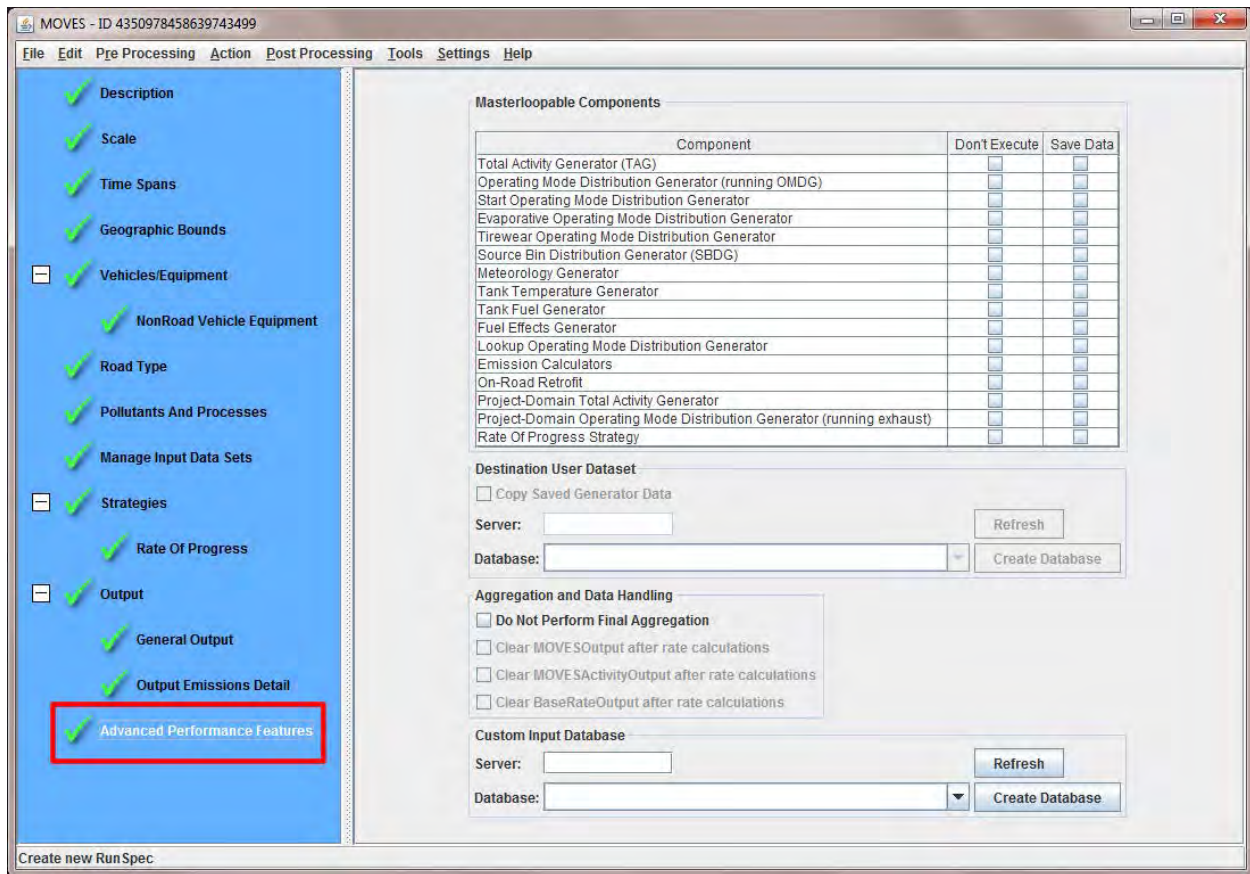 MOVES - ID 4350978458639743499
File Edit Pre Processing Action Post Processing Tools Settings Help
Description
Scale
Time Spans
Geographic Bounds
Vehicles/Equipment
NonRoad Vehicle Equipment
Road Type
Pollutants And Processes
Manage Input Data Sets
Strategies
Rate Of Progress
Output
General Output
Output Emissions Detail
Advanced Performance Features
Masterloopable Components
Component Don't Execute Save Data
Total Activity Generator (TAG)
Operating Mode Distribution Generator (running OMDG)
Start Operating Mode Distribution Generator
Evaporative Operating Mode Distribution Generator
Tirewear Operating Mode Distribution Generator
Source Bin Distribution Generator (SBDG)
Meteorology Generator
Tank Temperature Generator
Tank Fuel Generator
Fuel Effects Generator
Lookup Operating Mode Distribution Generator
Emission Calculators
On-Road Retrofit
Project-Domain Total Activity Generator
Project-Domain Operating Mode Distribution Generator (running exhaust)
Rate Of Progress Strategy
Destination User Dataset
Copy Saved Generator Data
Server: Refresh
Database: Create Database
Aggregation and Data Handling
Do Not Perform Final Aggregation
Clear MOVESOutput after rate calculations
Clear MOVESActivityOutput after rate calculations
Clear BaseRateOutput after rate calculations
Custom Input Database
Server: Refresh
Database: Create Database
Create new RunSpec